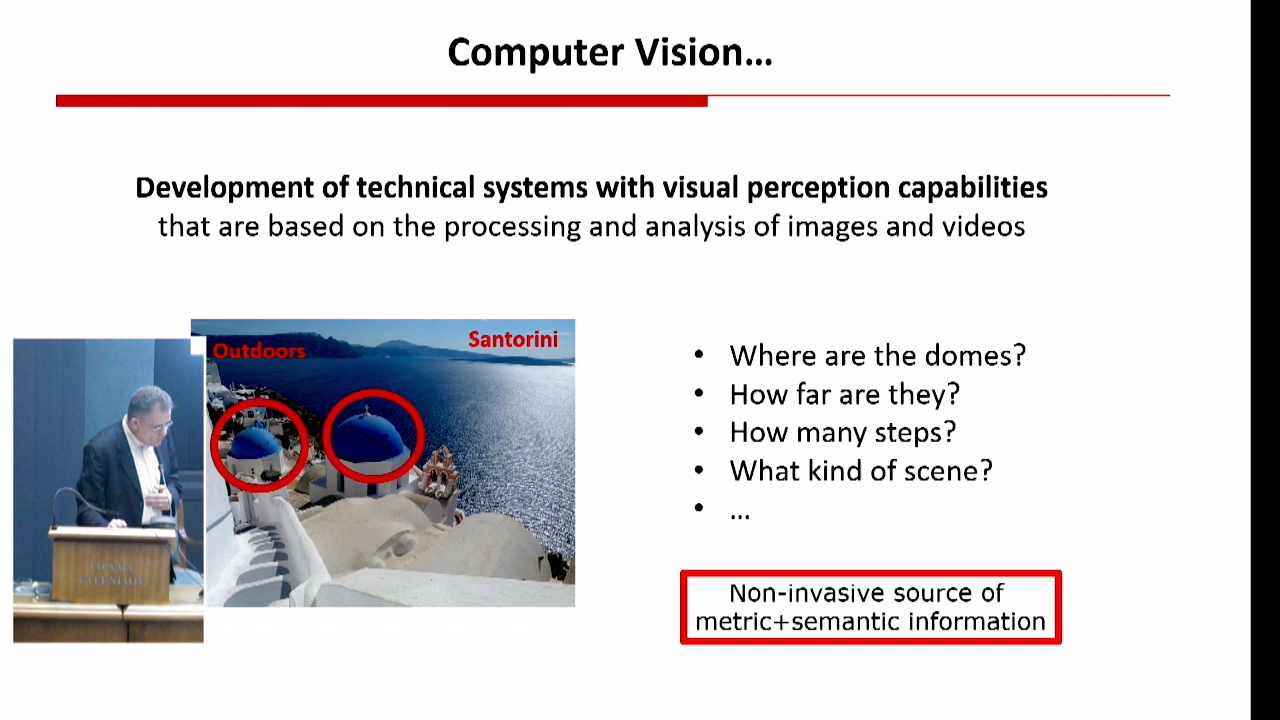 Computer Vision...
Development of technical systems with visual perception capabilities
that are based on the processing and analysis of images and videos
Outdoors
Santorini
• Where are the domes?
• How far are they?
• How many steps?
• What kind of scene?
• ...
ΙΔΡΥΜΑ
ΕΥΓΕΝΙΔΟΥ
Non-invasive source of
metric+semantic information